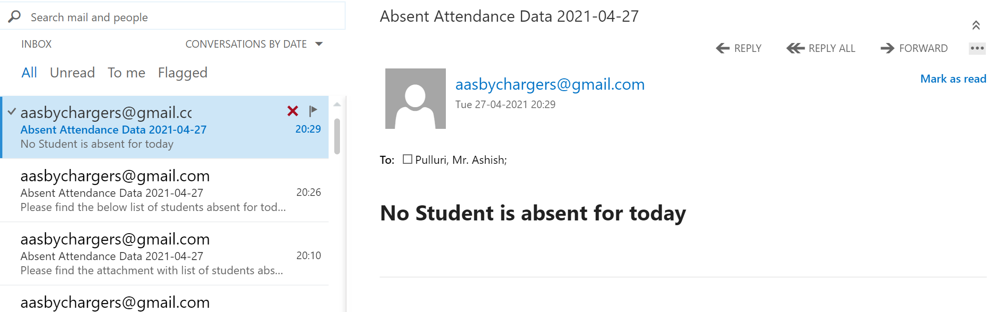 Search mail and people
INBOX
CONVERSATIONS BY DATE
All Unread To me Flagged
aasbychargers@gmail.cc
Absent Attendance Data 2021-04-27 20:29
No Student is absent for today
aasbychargers@gmail.com
Absent Attendance Data 2021-04-27 20:26
Please find the below list of students absent for tod...
aasbychargers@gmail.com
Absent Attendance Data 2021-04-27 20:10
Please find the attachment with list of students abs...
aasbychargers@gmail.com
Absent Attendance Data 2021-04-27
REPLY REPLY ALL FORWARD
Mark as read
aasbychargers@gmail.com
Tue 27-04-2021 20:29
To: Pulluri, Mr. Ashish;
No Student is absent for today